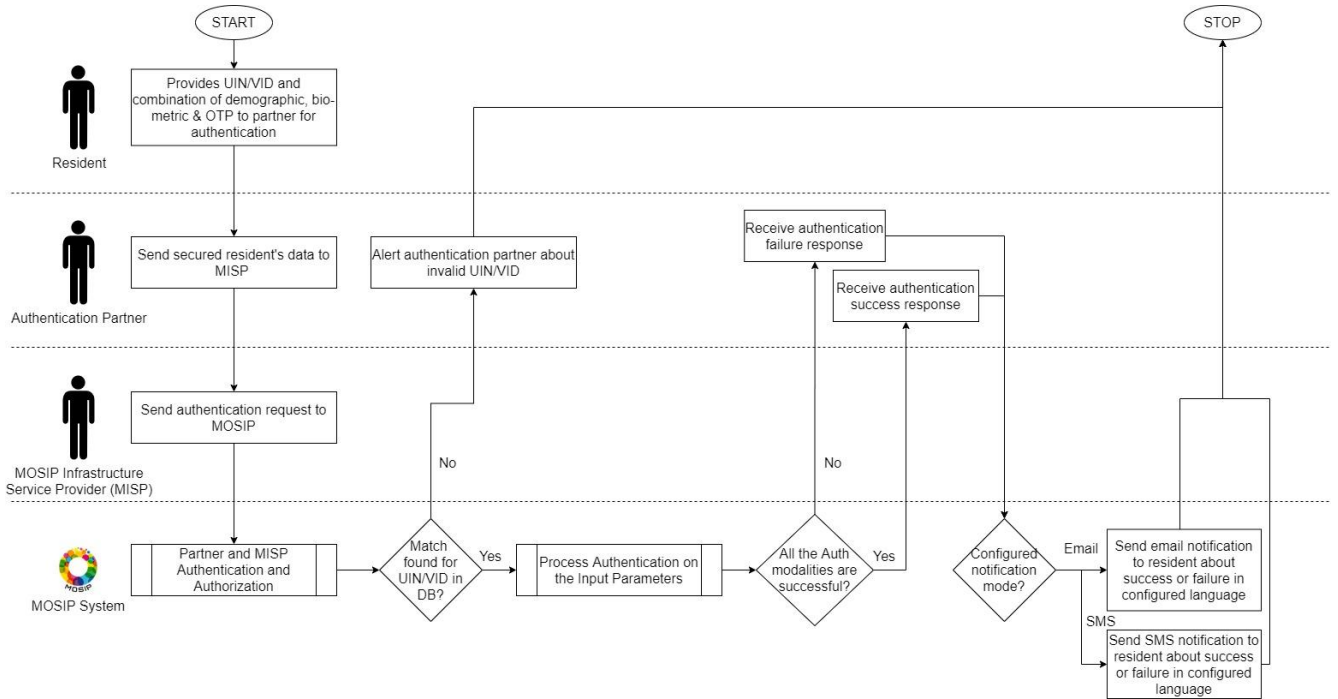 START
STOP
Provides UIN/VID and
combination of demographic, bio-
metric & OTP to partner for
authentication
Resident
Send secured resident's data to
MISP
Alert authentication partner about
invalid UIN/VID
Receive authentication
failure response
Receive authentication
success response
Authentication Partner
Send authentication request to
MOSIP
MOSIP Infrastructure
Service Provider (MISP)
No
No
Partner and MISP
Authentication and
Authorization
Match
found for
UIN/VID in
DB?
Yes
Process Authentication on
the Input Parameters
All the Auth
modalities are
successful?
Yes
Configured
notification
mode?
Email
Send email notification
to resident about
success or failure in
configured language
SMS
Send SMS notification to
resident about success
or failure in configured
language
MOSIP
MOSIP System